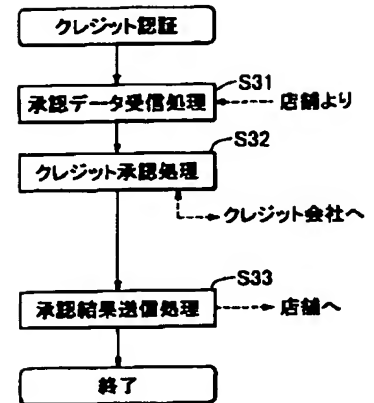 クレジット認証
S31
承認データ受信処理
店舗より
S32
クレジット承認処理
クレジット会社へ
S33
承認結果送信処理
店舗へ
終了